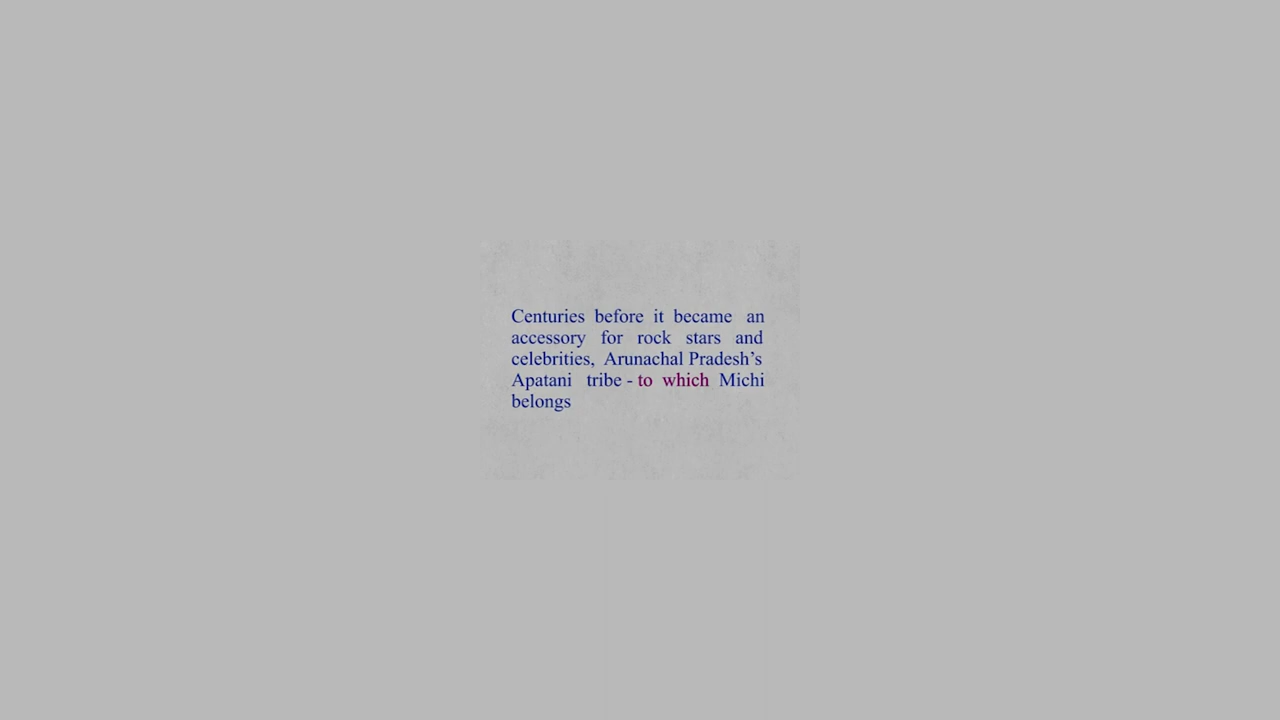 Centuries before it became an
accessory for rock stars and
celebrities, Arunachal Pradesh’s
Apatani tribe - to which Michi
belongs